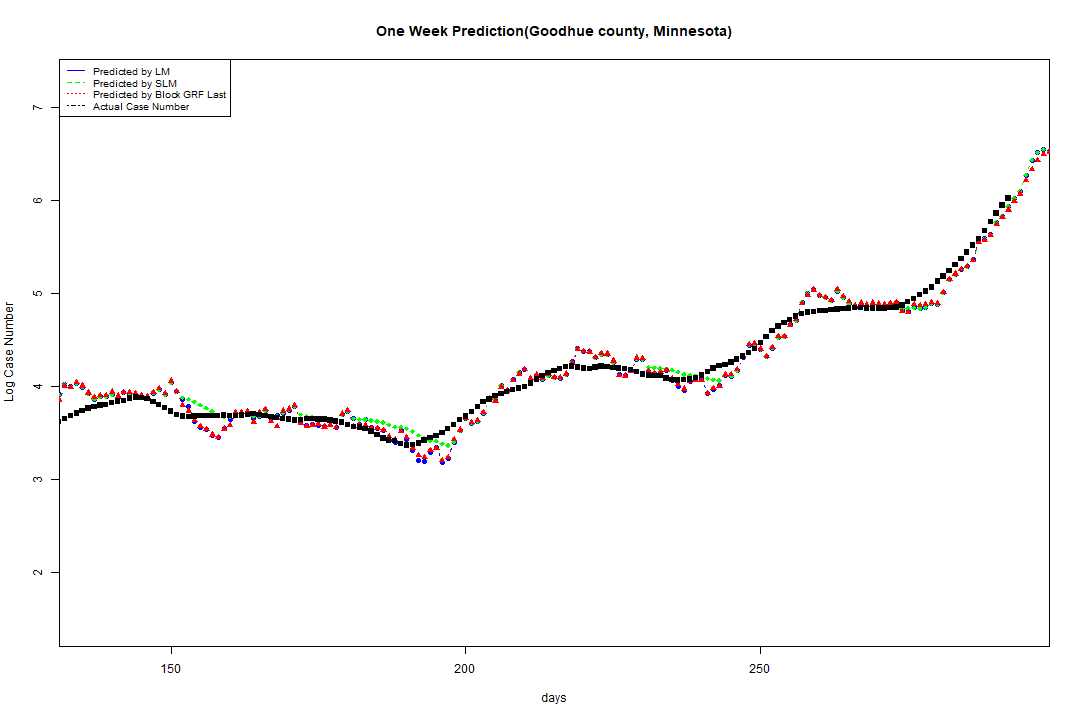 One Week Prediction(Goodhue county, Minnesota)
Predicted by LM
Predicted by SLM
Predicted by Block GRF Last
Actual Case Number
7
6
5
4
3
2
Log Case Number
150 200 250
days